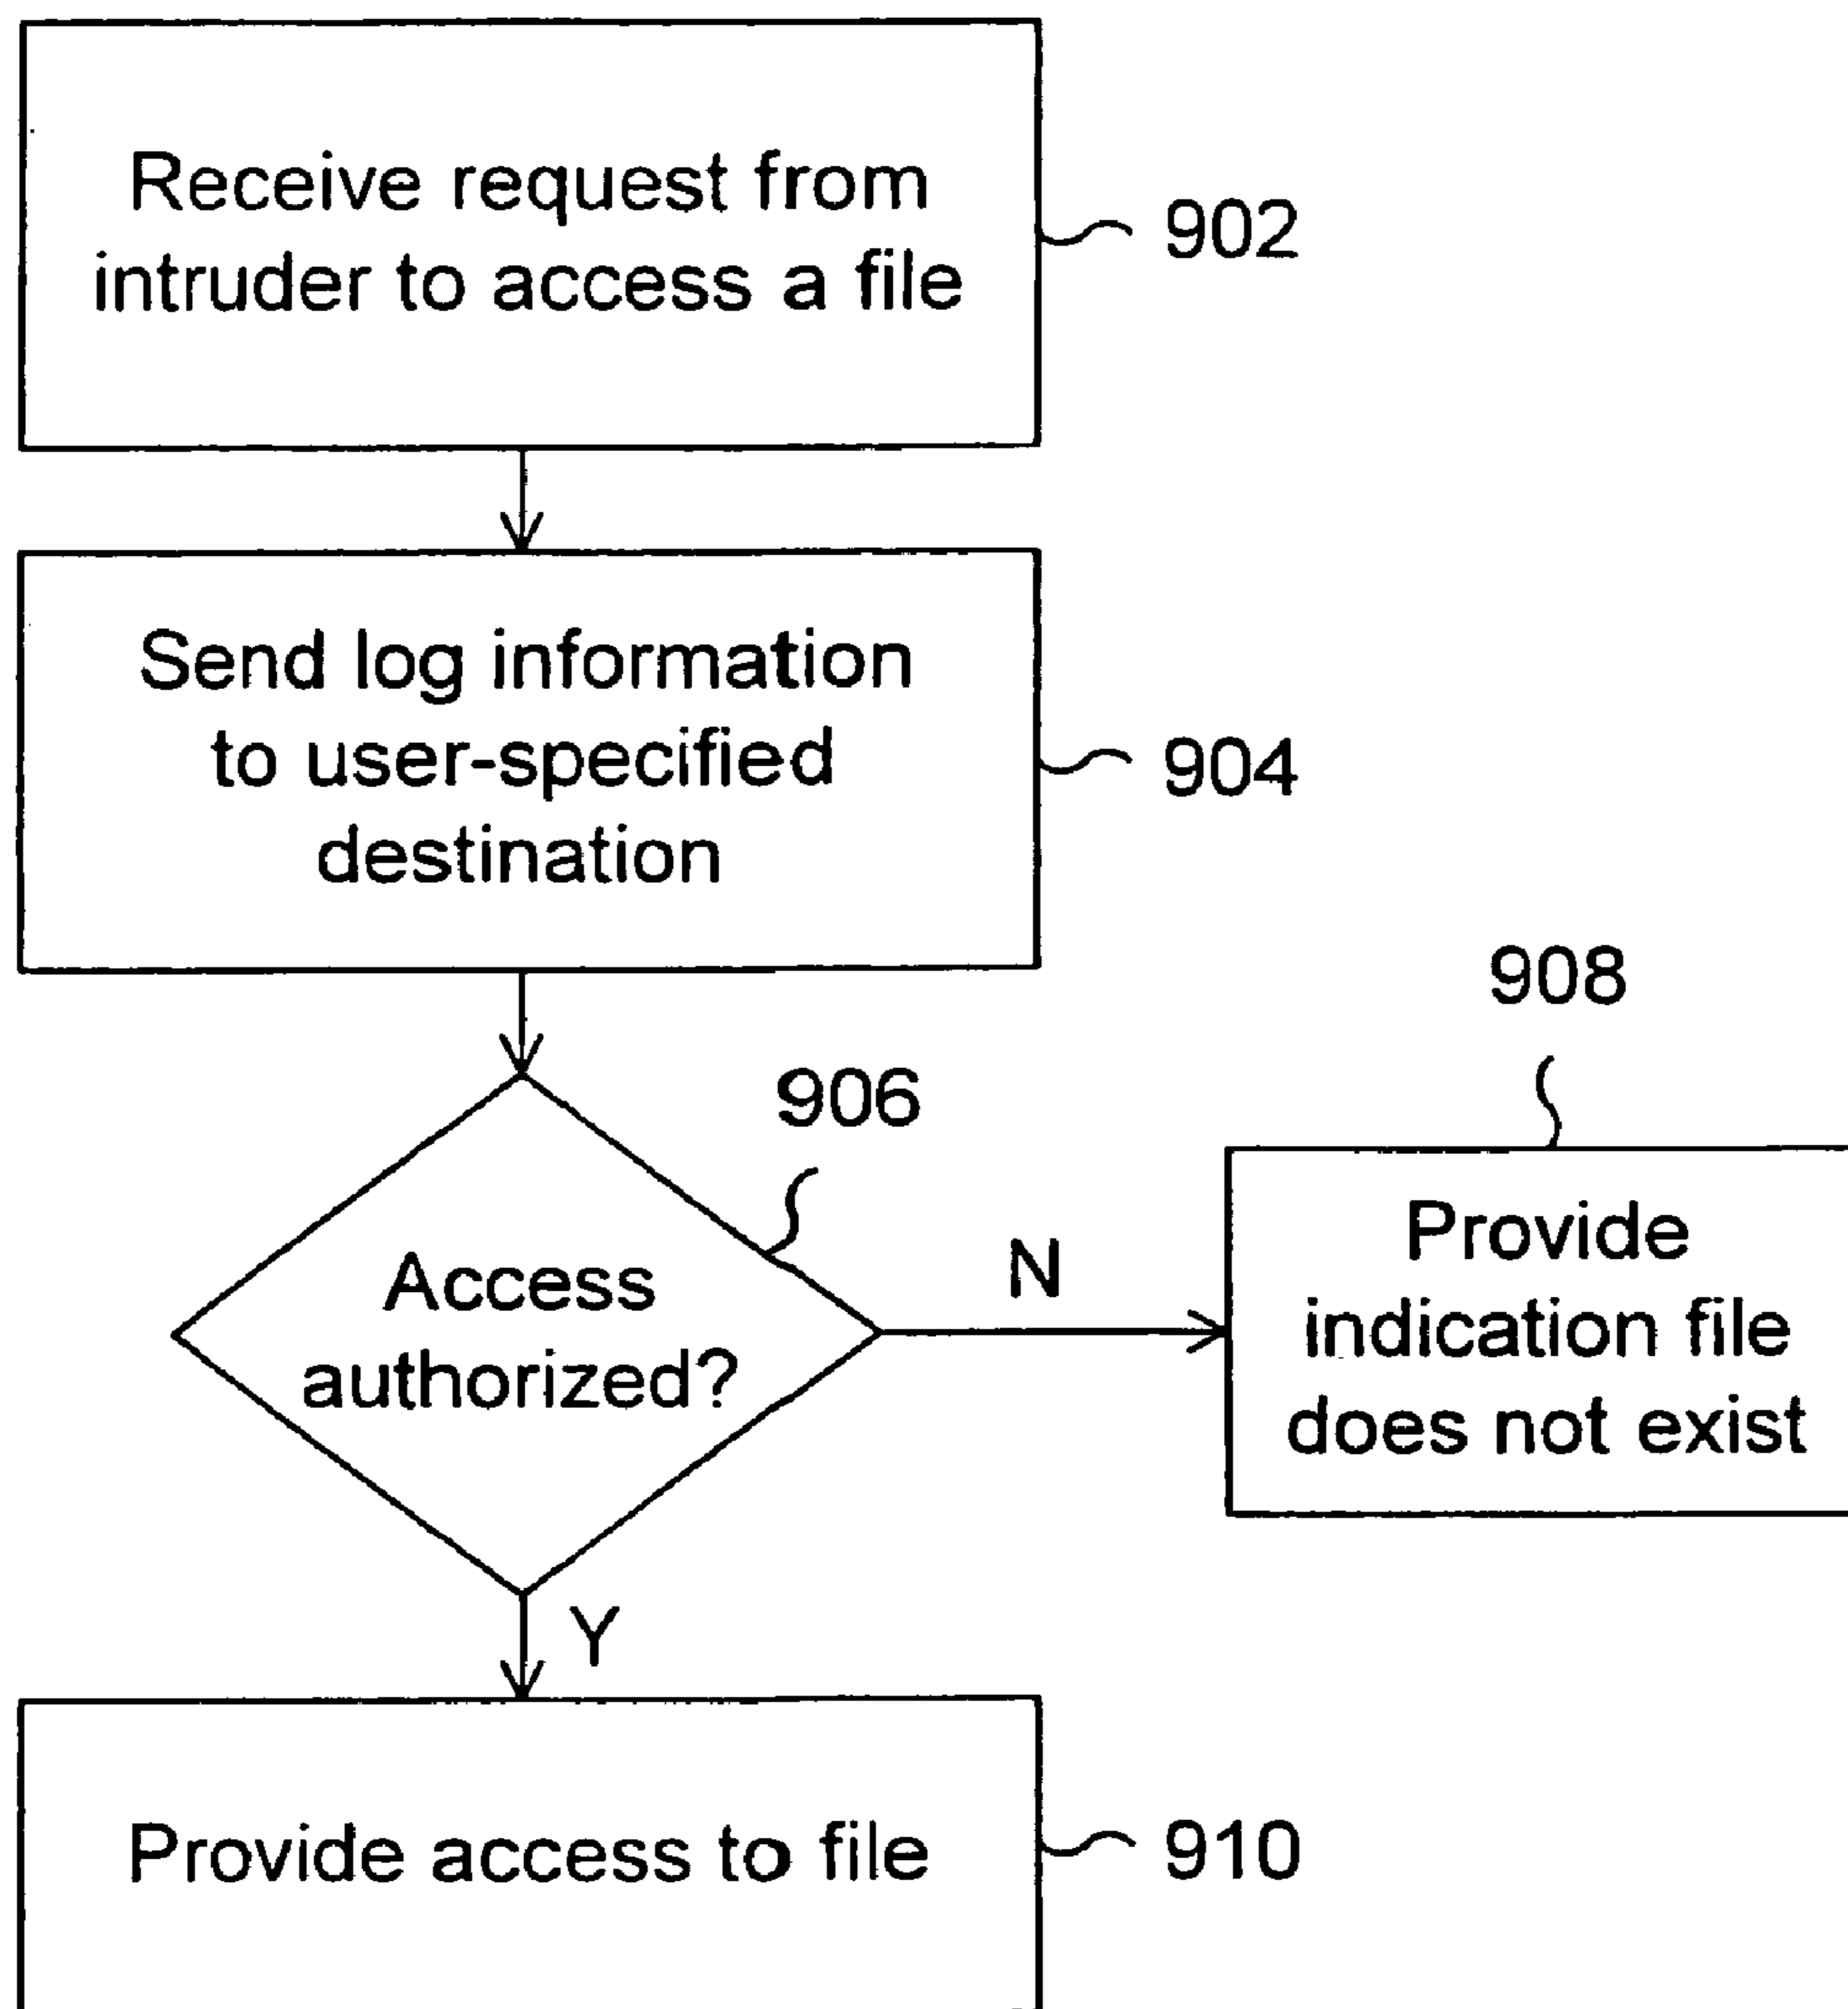 Receive request from
intruder to access a file
902
Send log information
to user-specified
destination
904
906
Access
authorized?
N
908
Provide
indication file
does not exist
Y
Provide access to file
910